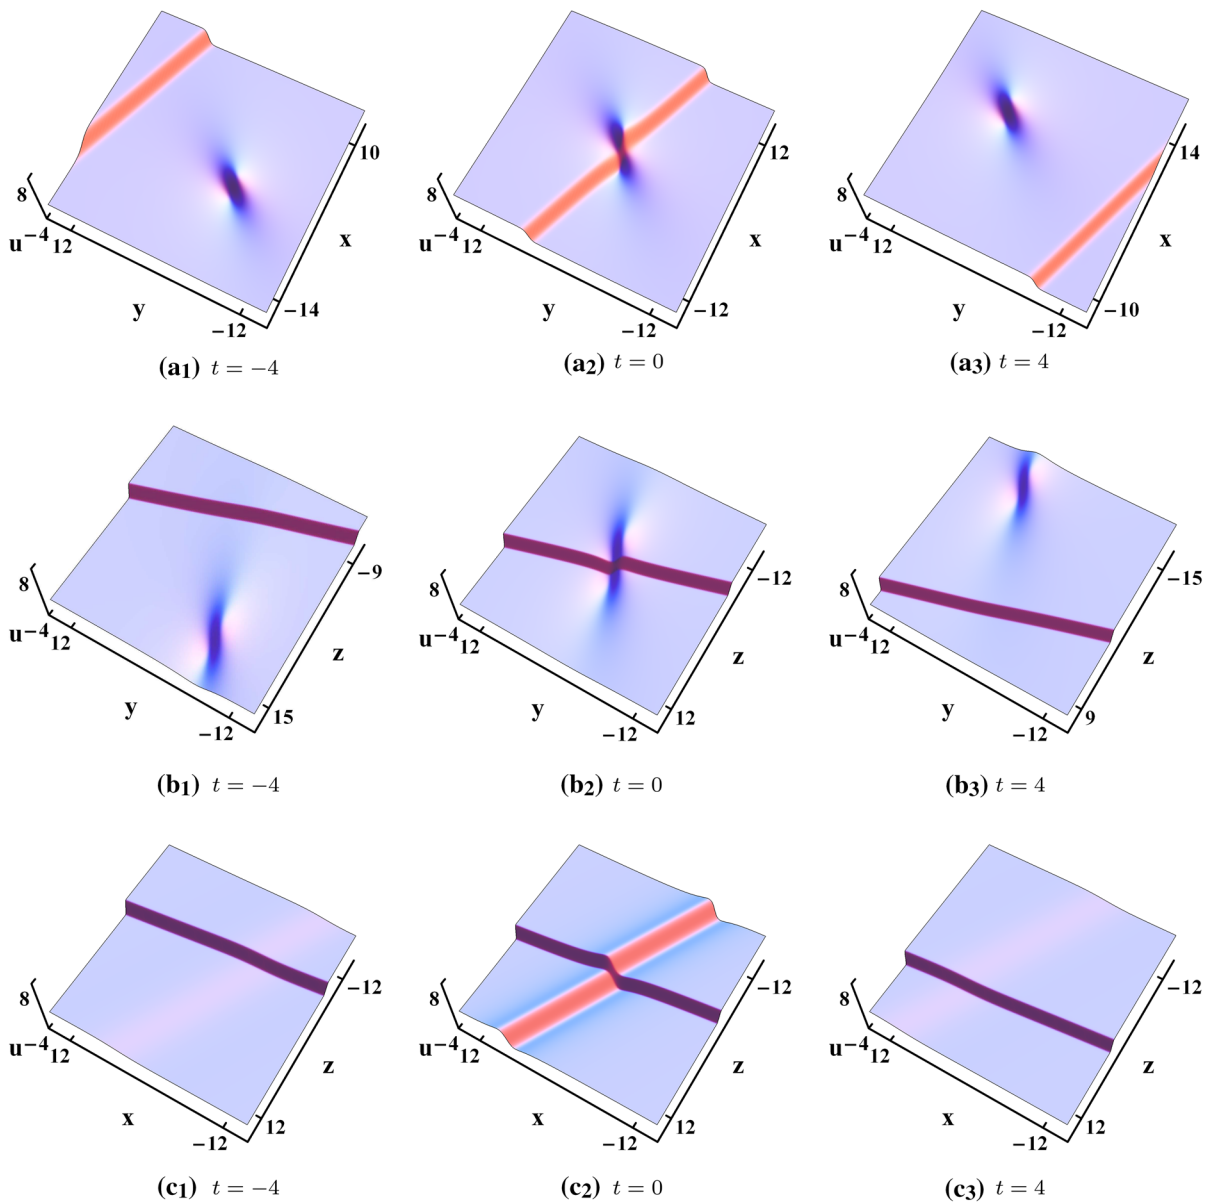 8
u −4 12
y
−12
−14
x
10
(a1) t = −4
8
u −4 12
y
−12
−12
x
12
(a2) t = 0
8
u −4 12
y
−12
−10
x
14
(a3) t = 4
8
u −4 12
y
−12
15
z
−9
(b1) t = −4
8
u −4 12
y
−12
12
z
−12
(b2) t = 0
8
u −4 12
y
−12
9
z
−15
(b3) t = 4
8
u −4 12
x
−12
12
z
−12
(c1) t = −4
8
u −4 12
x
−12
12
z
−12
(c2) t = 0
8
u −4 12
x
−12
12
z
−12
(c3) t = 4